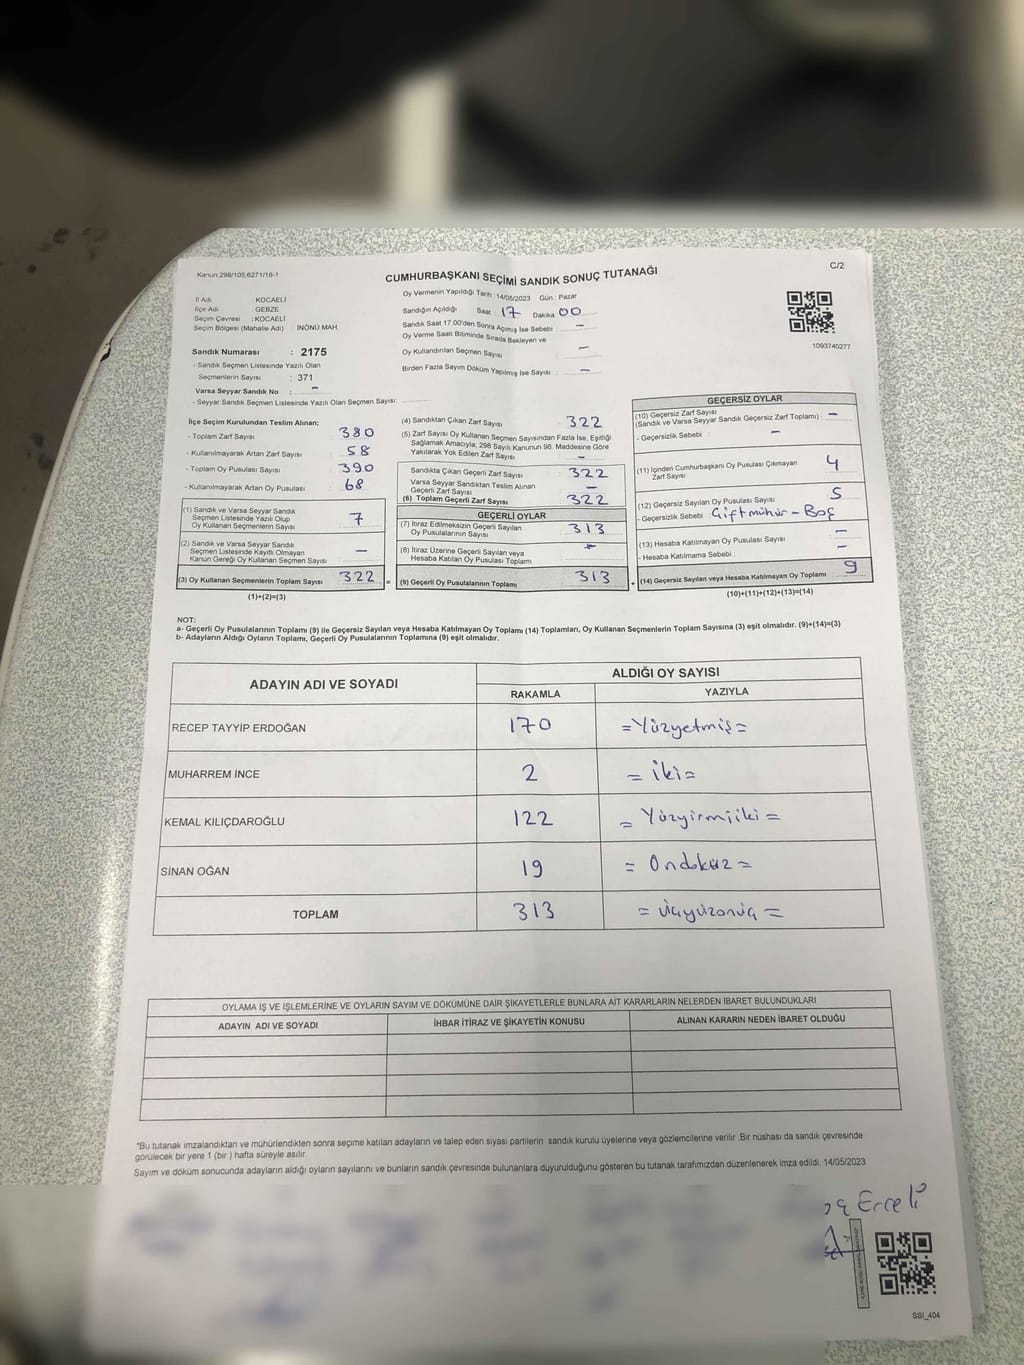 Kanun:298/105;6271/18-1
C/2
CUMHURBAŞKANI SEÇİMİ SANDIK SONUÇ TUTANAĞI
İl Adı : KOCAELİ
İlçe Adı : GEBZE
Seçim Çevresi : KOCAELİ
Seçim Bölgesi (Mahalle Adı) İNÖNÜ MAH.
Sandık Numarası : 2175
- Sandık Seçmen Listesinde Yazılı Olan
Seçmenlerin Sayısı : 371
Varsa Seyyar Sandık No : -
- Seyyar Sandık Seçmen Listesinde Yazılı Olan Seçmen Sayısı:
Oy Vermenin Yapıldığı Tarih : 14/05/2023 Gün : Pazar
Sandığın Açıldığı Saat : 17 Dakika 00
Sandık Saat 17.00'den Sonra Açmış İse Sebebi : -
Oy Verme Saati Bitiminde Sırada Bekleyen ve
Oy Kullandırılan Seçmen Sayısı -
Birden Fazla Sayım Döküm Yapılmış İse Sayısı : -
1093740277
İlçe Seçim Kurulundan Teslim Alınan;
- Toplam Zarf Sayısı 380
- Kullanılmayarak Artan Zarf Sayısı 58
- Toplam Oy Pusulası Sayısı 390
- Kullanılmayarak Artan Oy Pusulası 68
(1) Sandık ve Varsa Seyyar Sandık
Seçmen Listesinde Yazılı Olup
Oy Kullanan Seçmenlerin Sayısı 7
(2) Sandık ve Varsa Seyyar Sandık
Seçmen Listesinde Kayıtlı Olmayan
Kanun Gereği Oy Kullanan Seçmen Sayısı -
(3) Oy Kullanan Seçmenlerin Toplam Sayısı 322 =
(1)+(2)=(3)
(4) Sandıktan Çıkan Zarf Sayısı 322
(5) Zarf Sayısı Oy Kullanan Seçmen Sayısından Fazla İse, Eşitliği
Sağlamak Amacıyla; 298 Sayılı Kanunun 98. Maddesine Göre
Yakılarak Yok Edilen Zarf Sayısı -
Sandıkta Çıkan Geçerli Zarf Sayısı 322
Varsa Seyyar Sandıktan Teslim Alınan
Geçerli Zarf Sayısı -
(6) Toplam Geçerli Zarf Sayısı 322
GEÇERLİ OYLAR
(7) İtiraz Edilmeksizin Geçerli Sayılan
Oy Pusulalarının Sayısı 313
(8) İtiraz Üzerine Geçerli Sayılan veya
Hesaba Katılan Oy Pusulası Toplamı -
(9) Geçerli Oy Pusulalarının Toplamı 313 +
GEÇERSİZ OYLAR
(10) Geçersiz Zarf Sayısı
(Sandık ve Varsa Seyyar Sandık Geçersiz Zarf Toplamı) : -
- Geçersizlik Sebebi : -
(11) İçinden Cumhurbaşkanı Oy Pusulası Çıkmayan
Zarf Sayısı 4
(12) Geçersiz Sayılan Oy Pusulası Sayısı 5
- Geçersizlik Sebebi Çiftmühür - Boş
(13) Hesaba Katılmayan Oy Pusulası Sayısı -
- Hesaba Katılmama Sebebi : -
(14) Geçersiz Sayılan veya Hesaba Katılmayan Oy Toplamı 9
(10)+(11)+(12)+(13)=(14)
NOT:
a- Geçerli Oy Pusulalarının Toplamı (9) ile Geçersiz Sayılan veya Hesaba Katılmayan Oy Toplamı (14) Toplamları, Oy Kullanan Seçmenlerin Toplam Sayısına (3) eşit olmalıdır. (9)+(14)=(3)
b- Adayların Aldığı Oyların Toplamı, Geçerli Oy Pusulalarının Toplamına (9) eşit olmalıdır.
ADAYIN ADI VE SOYADI ALDIĞI OY SAYISI
RAKAMLA YAZIYLA
RECEP TAYYİP ERDOĞAN 170 =Yüzyetmiş=
MUHARREM İNCE 2 = iki=
KEMAL KILIÇDAROĞLU 122 = Yüzyirmiiki =
SİNAN OĞAN 19 = Ondokuz =
TOPLAM 313 = üçyüzonüç =
OYLAMA İŞ VE İŞLEMLERİNE VE OYLARIN SAYIM VE DÖKÜMÜNE DAİR ŞİKAYETLERLE BUNLARA AİT KARARLARIN NELERDEN İBARET BULUNDUKLARI
ADAYIN ADI VE SOYADI İHBAR İTİRAZ VE ŞİKAYETİN KONUSU ALINAN KARARIN NEDEN İBARET OLDUĞU
*Bu tutanak imzalandıktan ve mühürlendikten sonra seçime katılan adayların ve talep eden siyasi partilerin sandık kurulu üyelerine veya gözlemcilerine verilir .Bir nüshası da sandık çevresinde
görülecek bir yere 1 (bir ) hafta süreyle asılır.
Sayım ve döküm sonucunda adayların aldığı oyların sayılarını ve bunların sandık çevresinde bulunanlara duyurulduğunu gösteren bu tutanak tarafımızdan düzenlenerek imza edildi. 14/05/2023
SSI_404